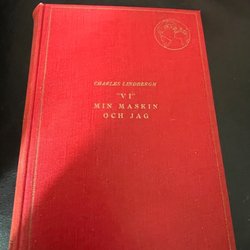 CHARLES LINDBERGH
"VI"
MIN MASKIN
OCH JAG